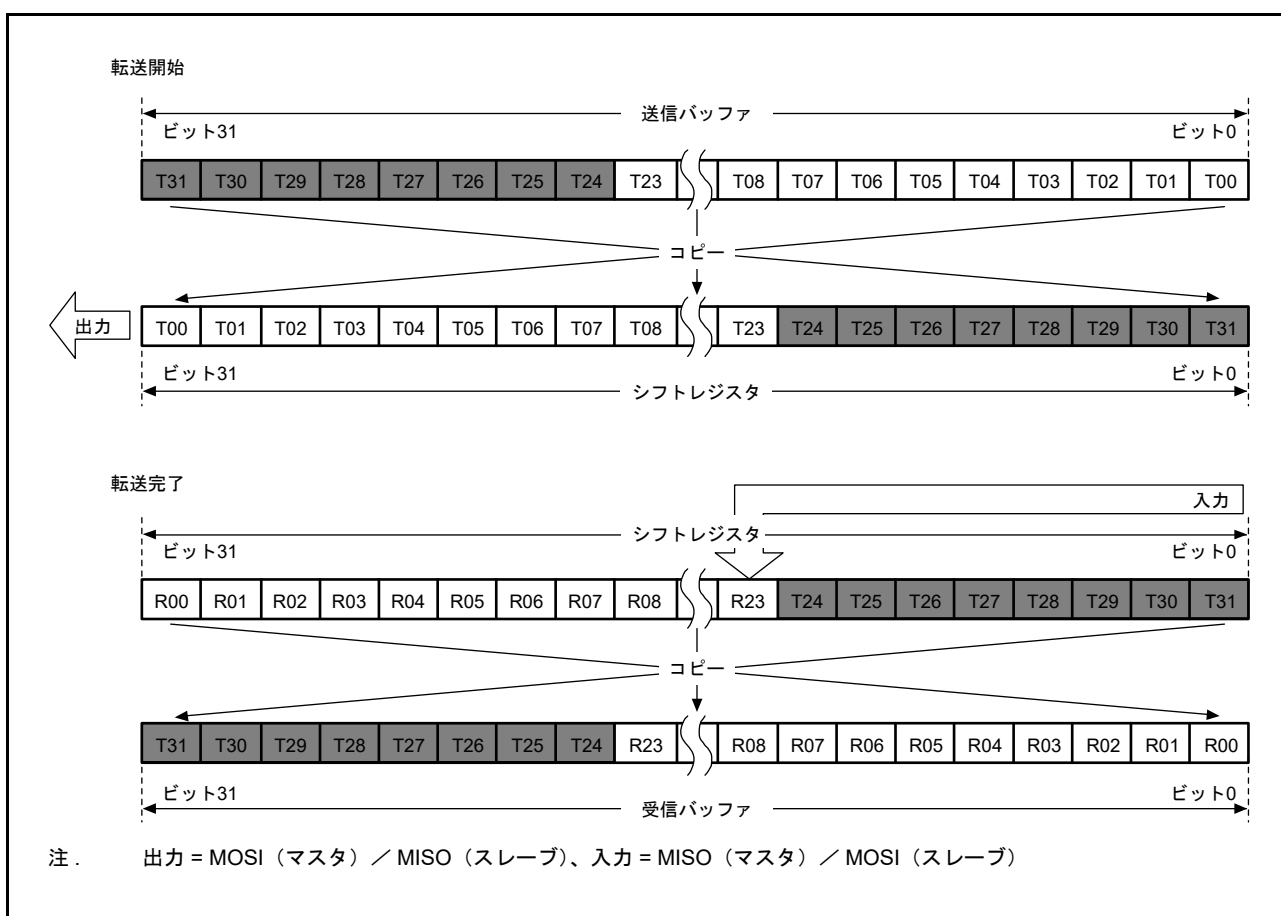 転送開始
送信バッファ
ビット31 ビット0
T31 T30 T29 T28 T27 T26 T25 T24 T23 T08 T07 T06 T05 T04 T03 T02 T01 T00
コピー
出力 T00 T01 T02 T03 T04 T05 T06 T07 T08 T23 T24 T25 T26 T27 T28 T29 T30 T31
ビット31 ビット0
シフトレジスタ
転送完了
入力
シフトレジスタ
ビット31 ビット0
R00 R01 R02 R03 R04 R05 R06 R07 R08 R23 T24 T25 T26 T27 T28 T29 T30 T31
コピー
T31 T30 T29 T28 T27 T26 T25 T24 R23 R08 R07 R06 R05 R04 R03 R02 R01 R00
ビット31 ビット0
受信バッファ
注. 出力 = MOSI(マスタ)/ MISO(スレーブ)、入力 = MISO(マスタ)/ MOSI(スレーブ)